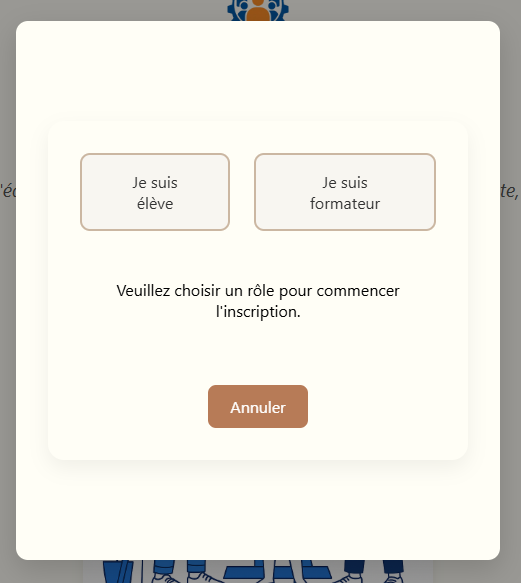 Je suis
élève
Je suis
formateur
te,
Veuillez choisir un rôle pour commencer
l'inscription.
Annuler